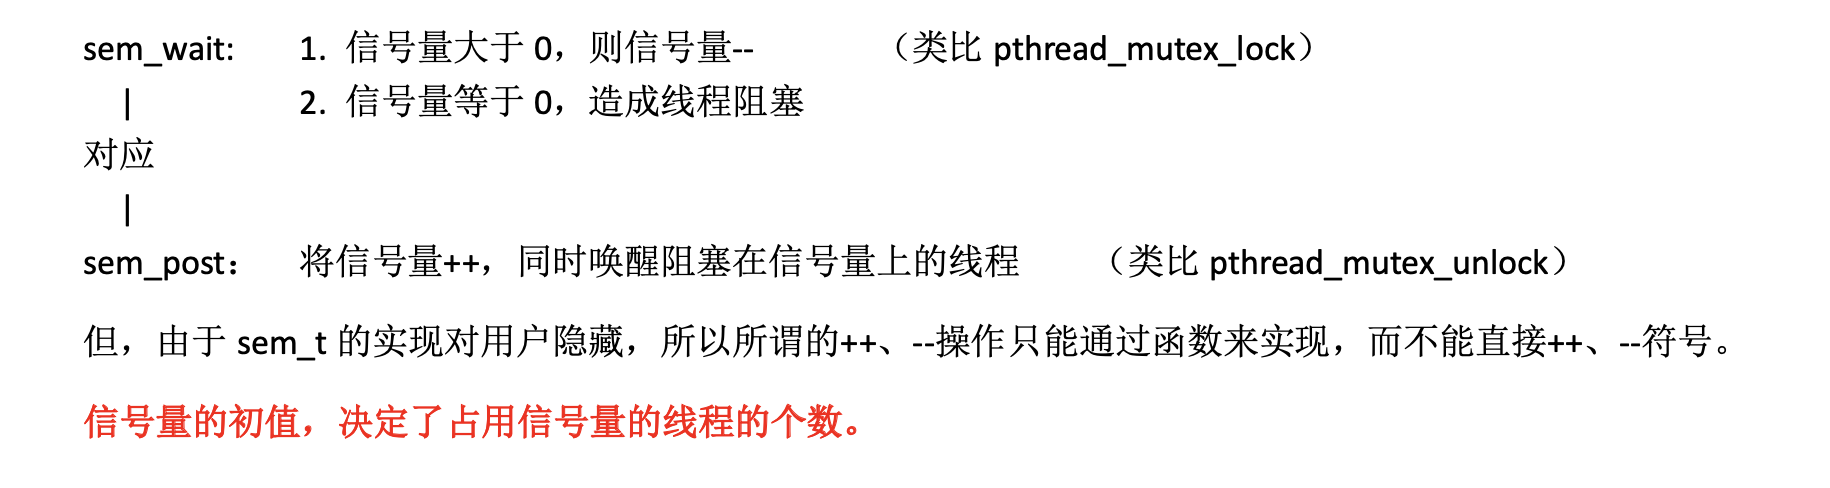 sem_wait: 1. 信号量大于 0，则信号量-- （类比 pthread_mutex_lock）
| 2. 信号量等于 0，造成线程阻塞
对应
|
sem_post： 将信号量++，同时唤醒阻塞在信号量上的线程 （类比 pthread_mutex_unlock）
但，由于 sem_t 的实现对用户隐藏，所以所谓的++、--操作只能通过函数来实现，而不能直接++、--符号。
信号量的初值，决定了占用信号量的线程的个数。